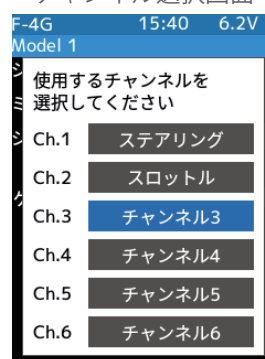 チャンネル選択画面
F-4G 15:40 6.2V
Model 1
使用するチャンネルを
選択してください
Ch.1 ステアリング
Ch.2 スロットル
Ch.3 チャンネル3
Ch.4 チャンネル4
Ch.5 チャンネル5
Ch.6 チャンネル6